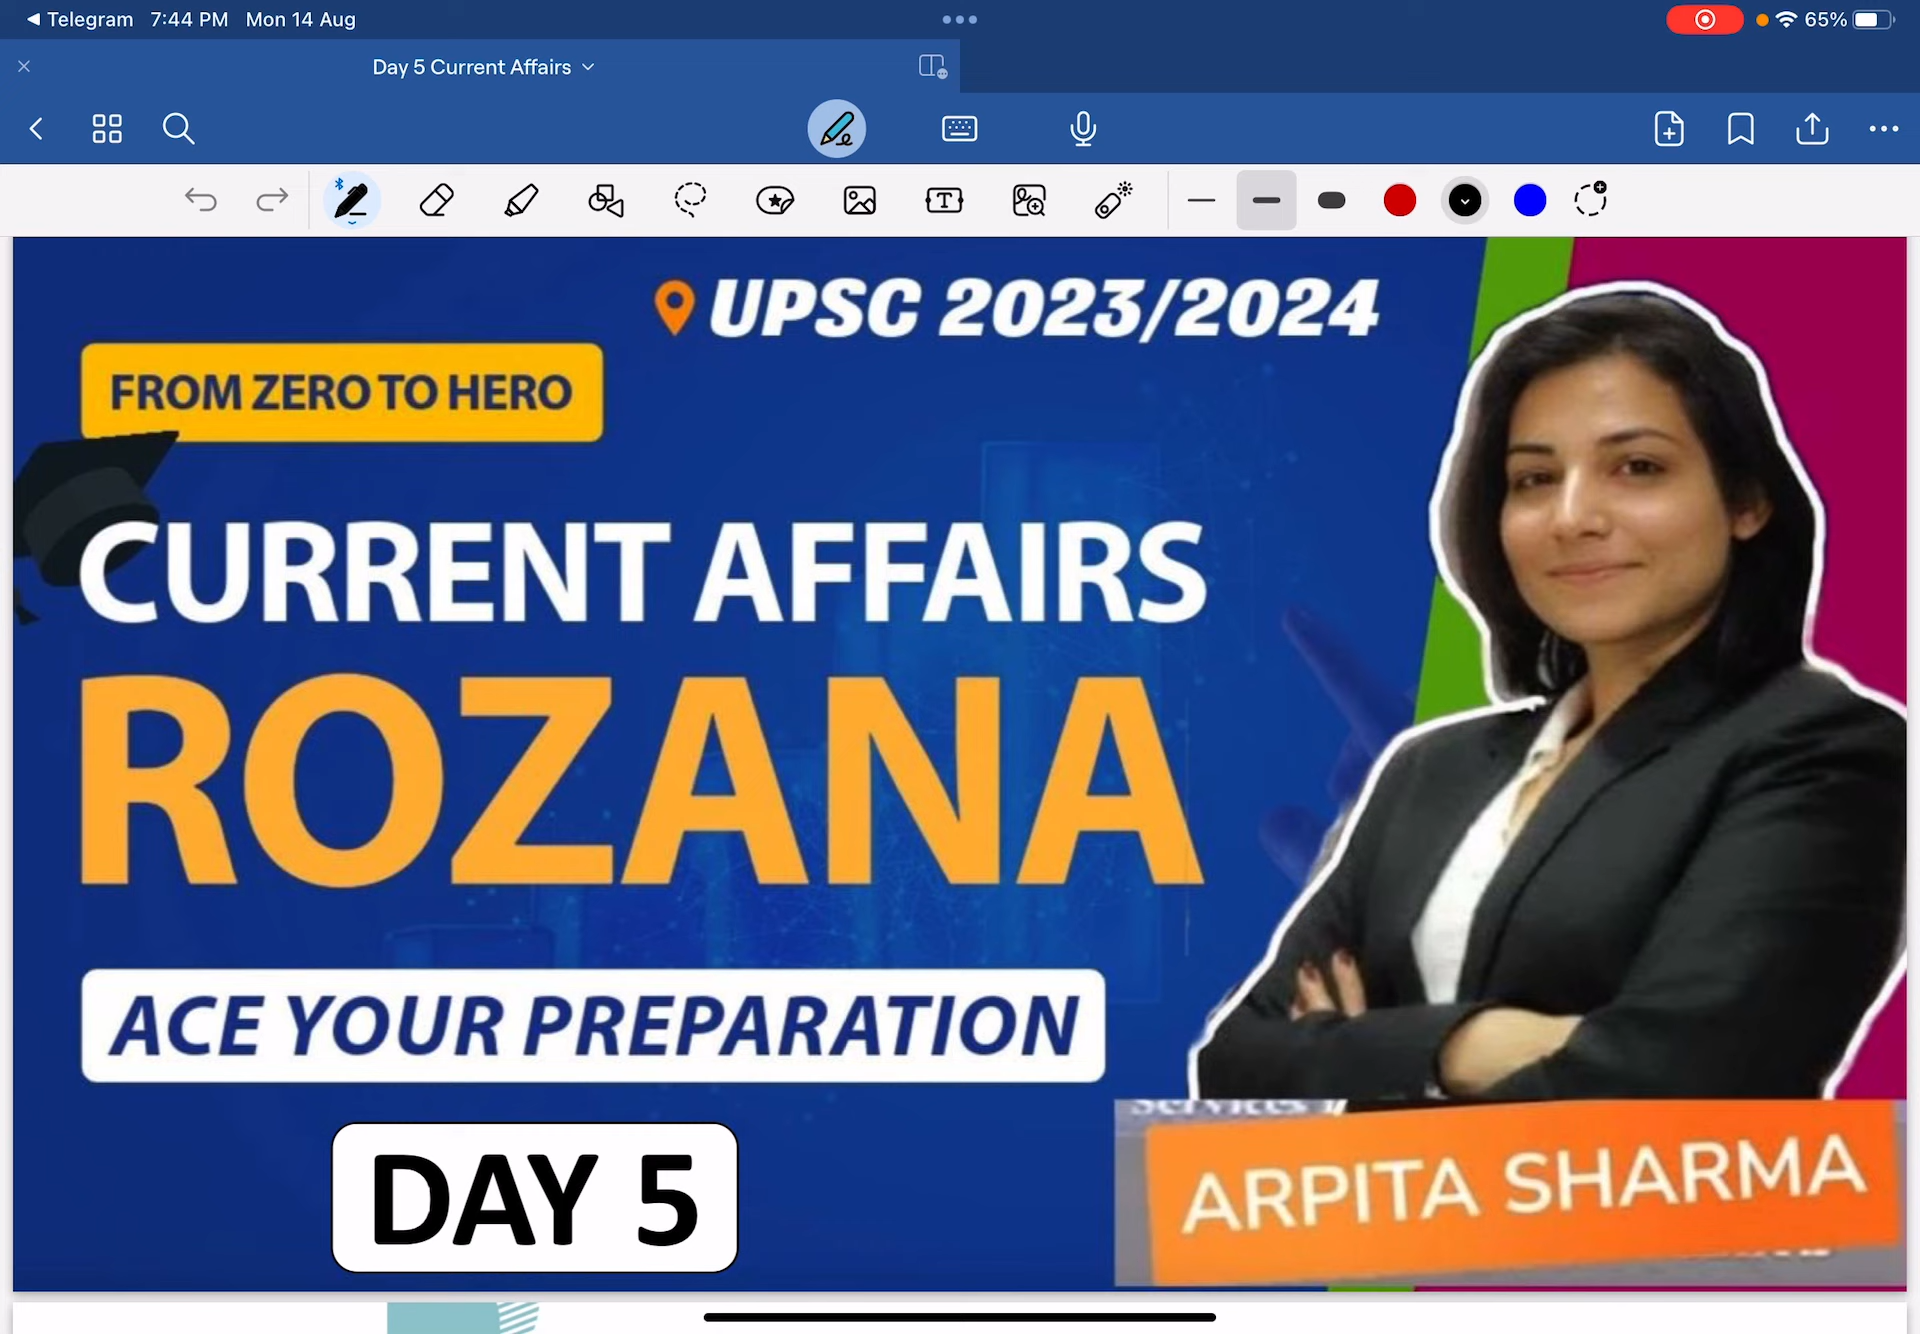 Telegram 7:44 PM Mon 14 Aug
65%
Day 5 Current Affairs
UPSC 2023/2024
FROM ZERO TO HERO
CURRENT AFFAIRS
ROZANA
ACE YOUR PREPARATION
DAY 5
ARPITA SHARMA